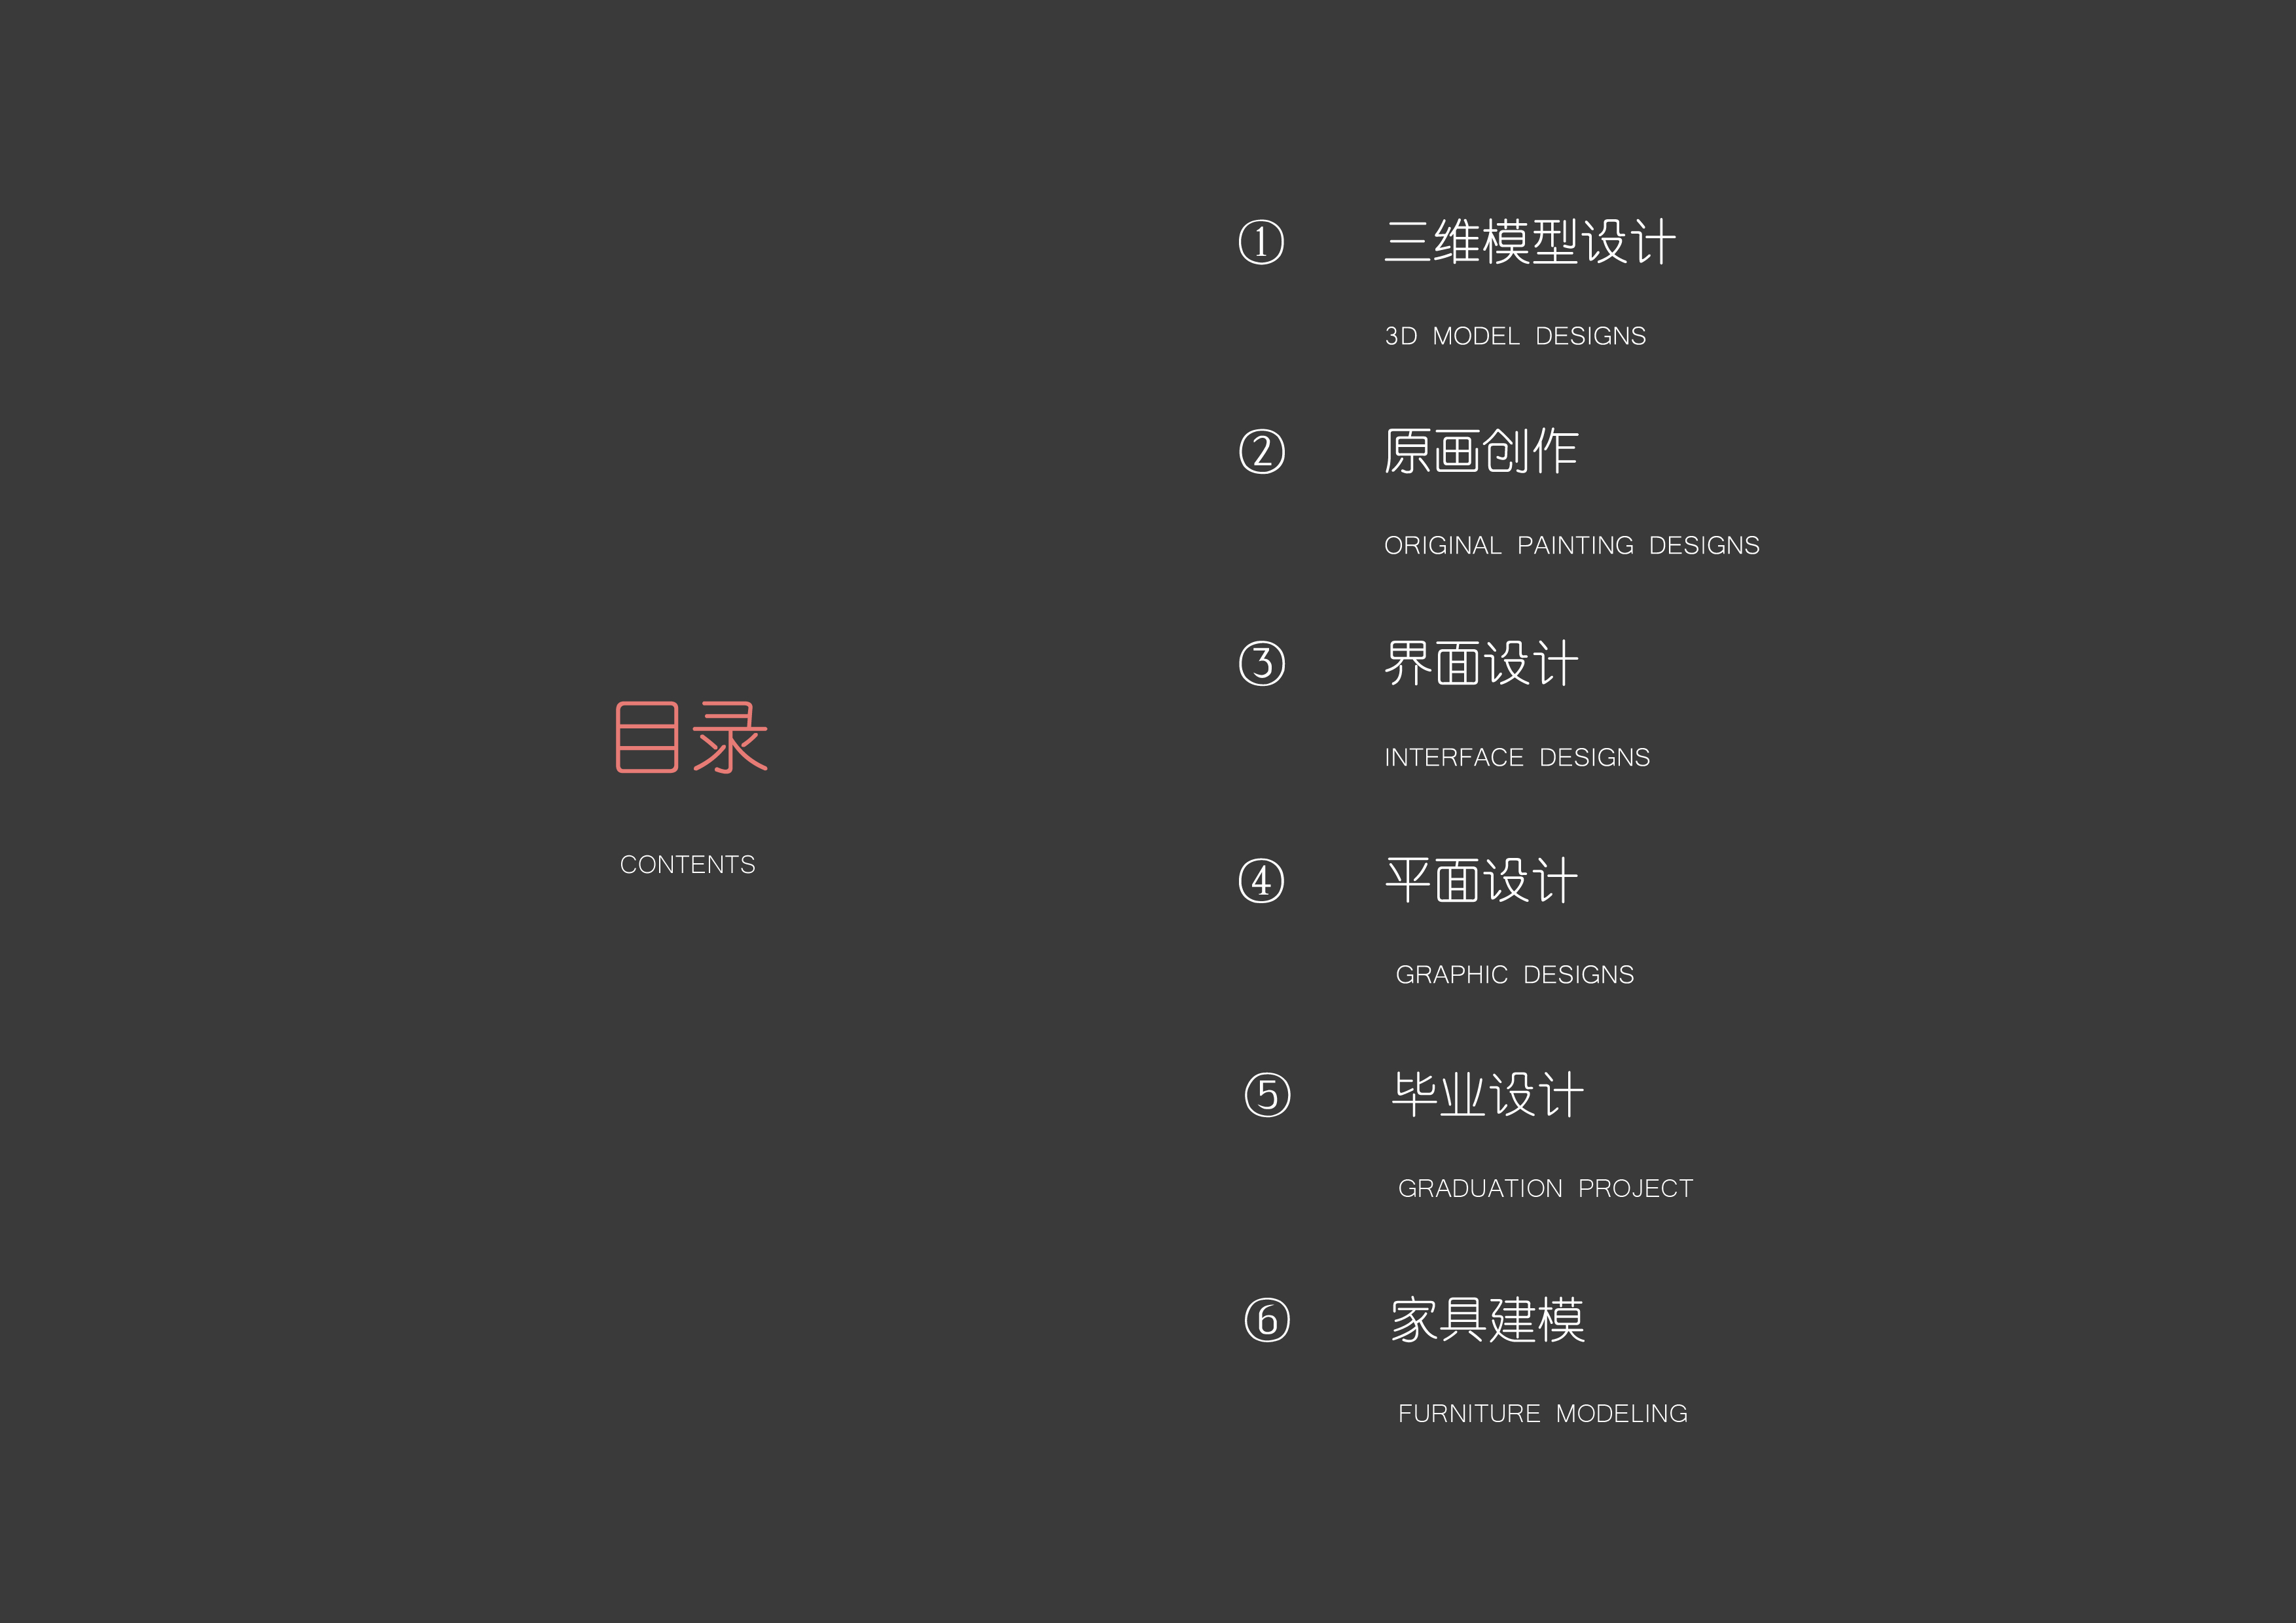 目录
CONTENTS
① 三维模型设计
3D MODEL DESIGNS
② 原画创作
ORIGINAL PAINTING DESIGNS
③ 界面设计
INTERFACE DESIGNS
④ 平面设计
GRAPHIC DESIGNS
⑤ 毕业设计
GRADUATION PROJECT
⑥ 家具建模
FURNITURE MODELING